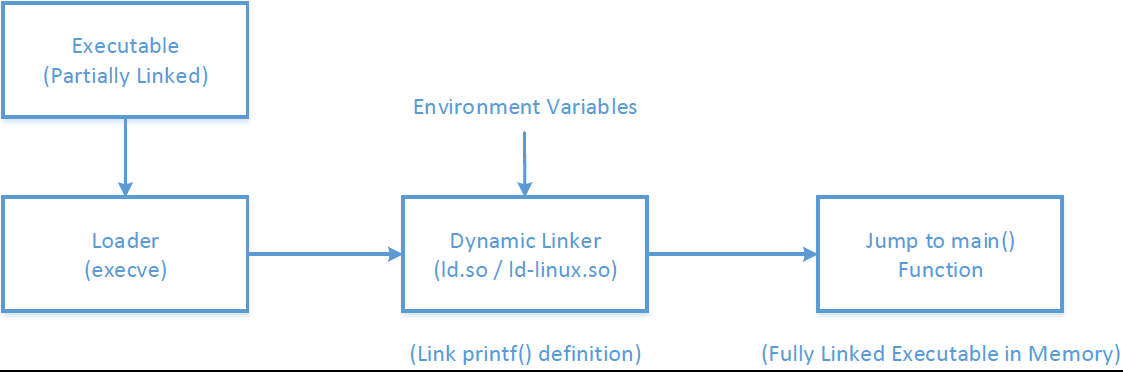 Executable
(Partially Linked)
Environment Variables
Loader
(execve)
Dynamic Linker
(ld.so / ld-linux.so)
Jump to main()
Function
(Link printf() definition)
(Fully Linked Executable in Memory)